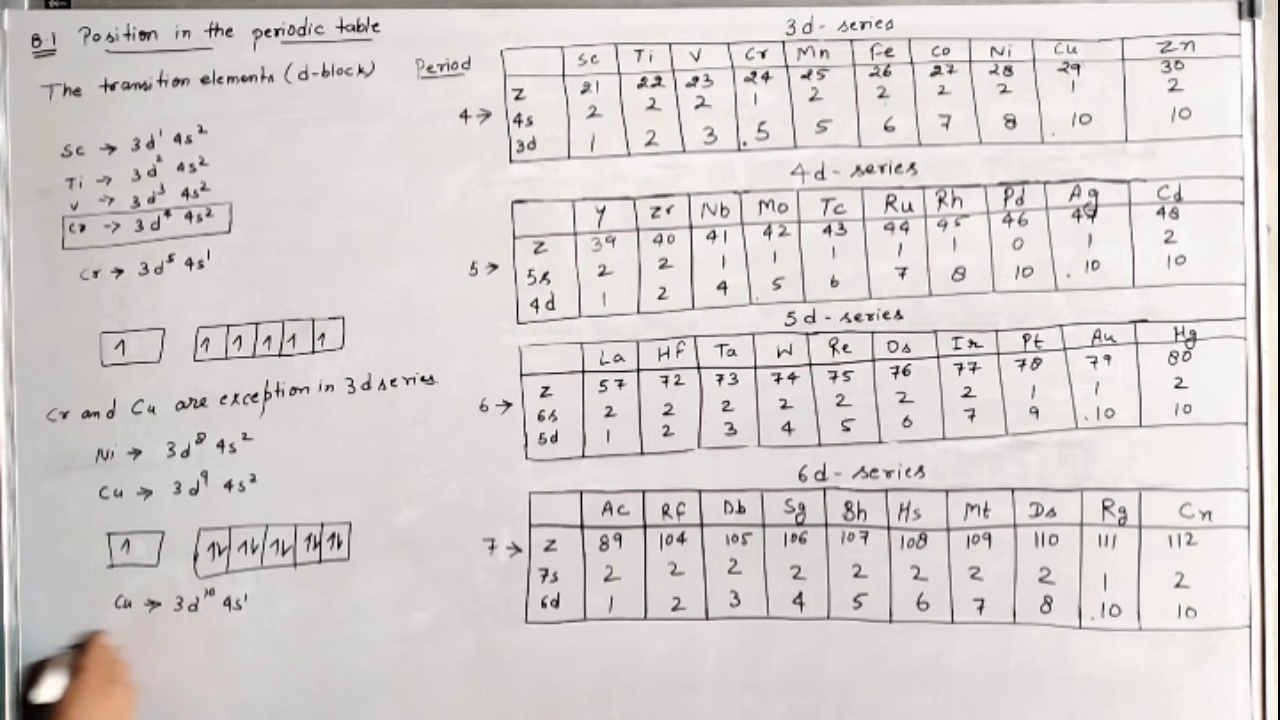 8.1 Position in the periodic table
The transition elements (d-block)
Sc → 3d¹ 4s²
Ti → 3d² 4s²
V → 3d³ 4s²
Cr → 3d⁴ 4s²
Cr → 3d⁵ 4s¹
1 1 1 1 1 1
Cr and Cu are exception in 3d series
Ni → 3d⁸ 4s²
Cu → 3d⁹ 4s²
1 1L 1L 1L 1L 1L
Cu → 3d¹⁰ 4s¹
Period
3d - series
Sc Ti V Cr Mn Fe Co Ni Cu Zn
Z 21 22 23 24 25 26 27 28 29 30
4 → 4s 2 2 2 1 2 2 2 2 1 2
3d 1 2 3 .5 5 6 7 8 .10 10
4d - series
Y Zr Nb Mo Tc Ru Rh Pd Ag Cd
Z 39 40 41 42 43 44 45 46 47 48
5 → 5s 2 2 1 1 1 1 1 0 1 2
4d 1 2 4 .5 6 7 8 10 .10 10
5d - series
La Hf Ta W Re Os Ir Pt Au Hg
Z 57 72 73 74 75 76 77 78 79 80
6 → 6s 2 2 2 2 2 2 2 1 1 2
5d 1 2 3 4 5 6 7 9 .10 10
6d - series
Ac Rf Db Sg Bh Hs Mt Ds Rg Cn
7 → Z 89 104 105 106 107 108 109 110 111 112
7s 2 2 2 2 2 2 2 2 1 2
6d 1 2 3 4 5 6 7 8 .10 10